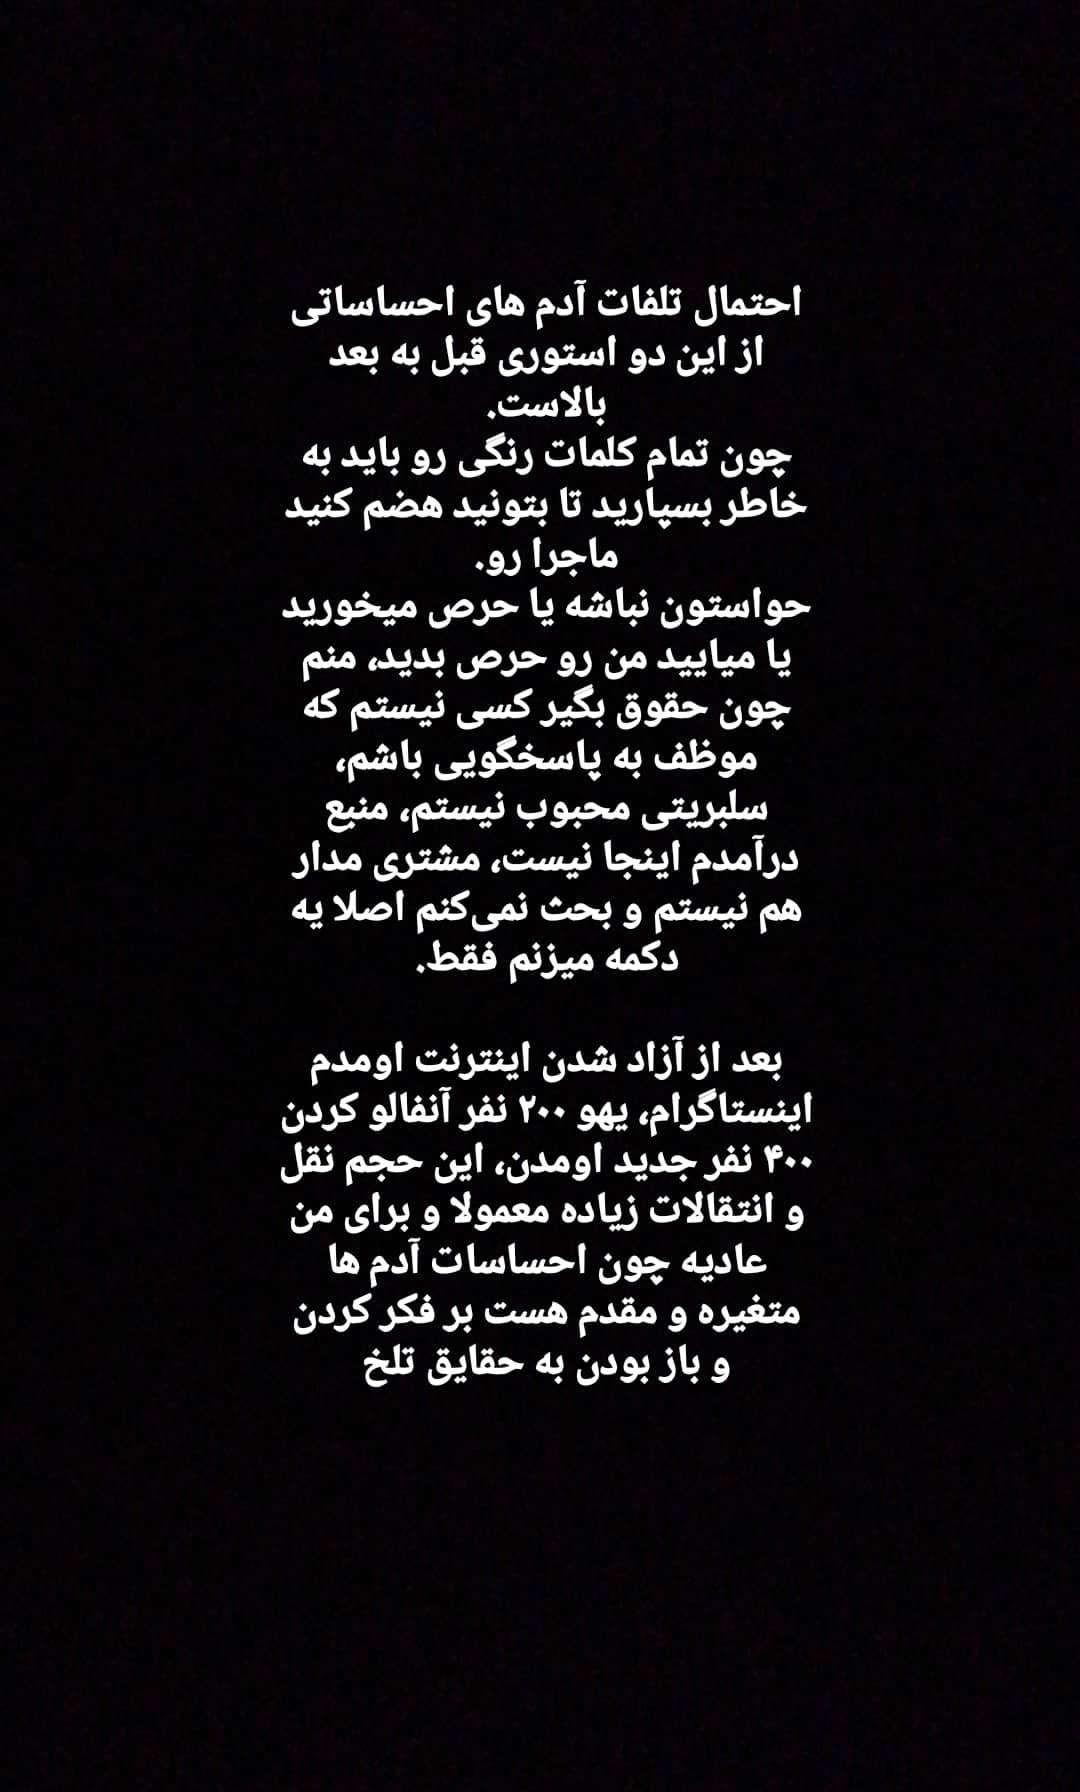 احتمال تلفات آدم های احساساتی
از این دو استوری قبل به بعد
بالاست.
چون تمام کلمات رنگی رو باید به
خاطر بسپارید تا بتونید هضم کنید
ماجرا رو.
حواستون نباشه یا حرص میخورید
یا میایید من رو حرص بدید، منم
چون حقوق بگیر کسی نیستم که
موظف به پاسخگویی باشم،
سلبریتی محبوب نیستم، منبع
درآمدم اینجا نیست، مشتری مدار
هم نیستم و بحث نمی‌کنم اصلا یه
دکمه میزنم فقط.
بعد از آزاد شدن اینترنت اومدم
اینستاگرام، یهو ۲۰۰ نفر آنفالو کردن
۴۰۰ نفر جدید اومدن، این حجم نقل
و انتقالات زیاده معمولا و برای من
عادیه چون احساسات آدم ها
متغیره و مقدم هست بر فکر کردن
و باز بودن به حقایق تلخ